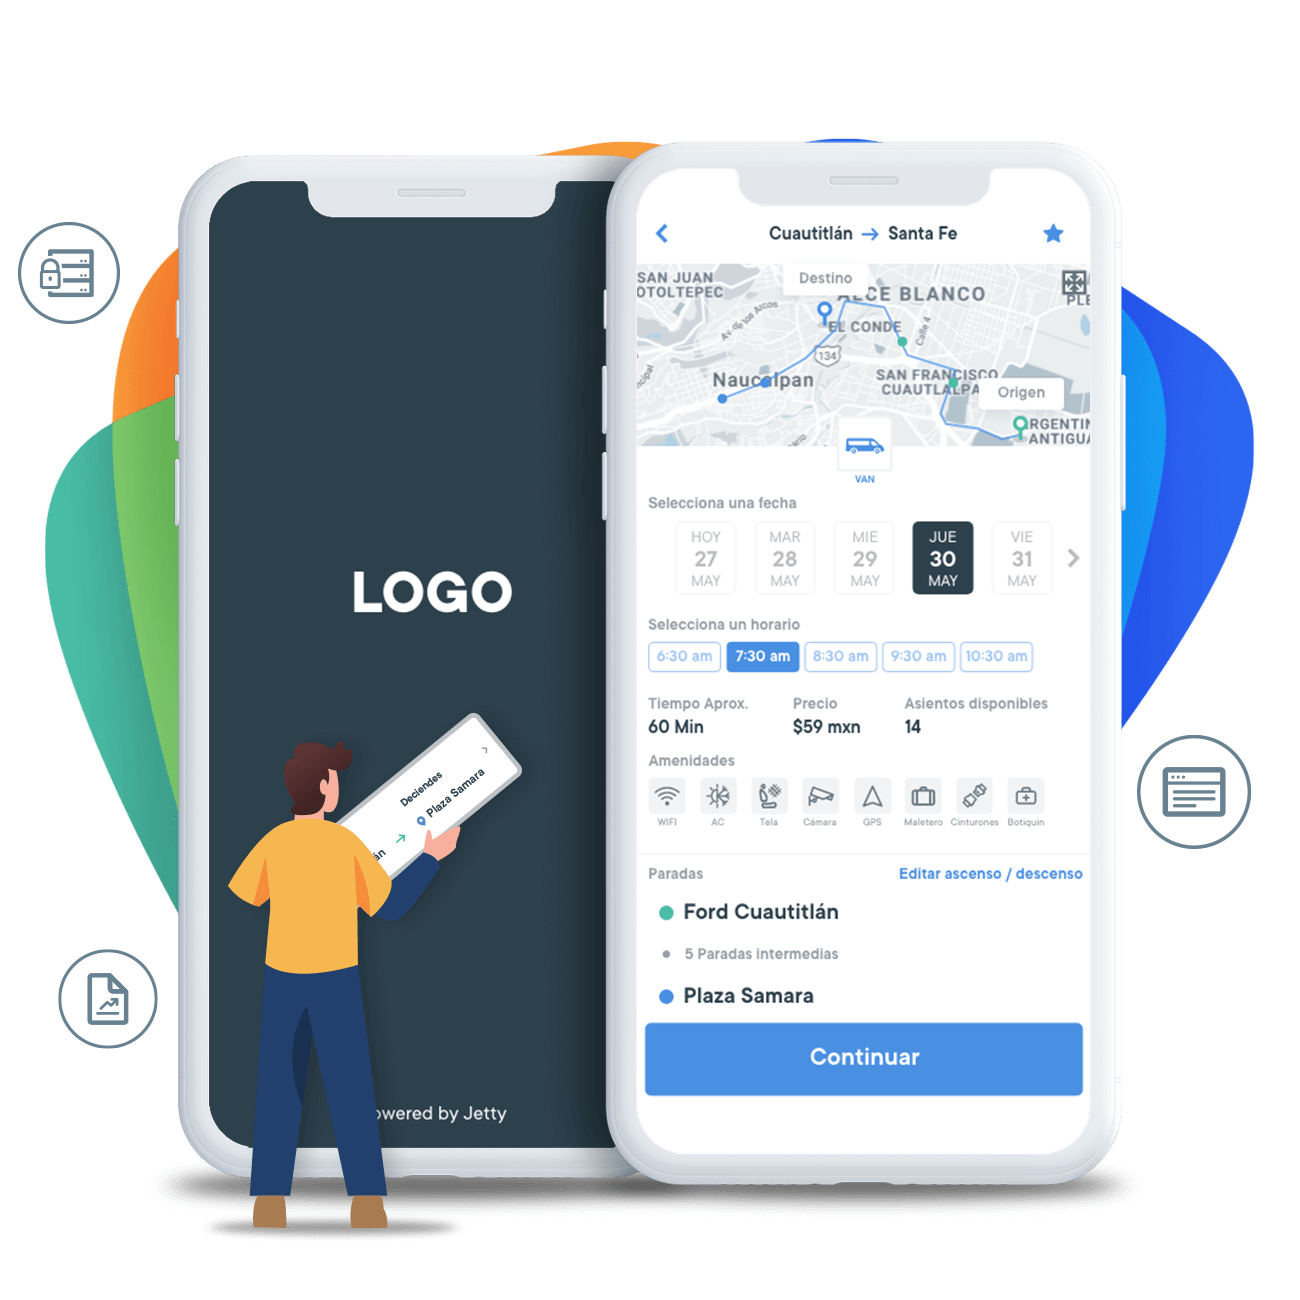 LOGO
Deciendes
Plaza Samara
án
owered by Jetty
Cuautitlán → Santa Fe
SAN JUAN
OTOLTEPEC
Destino
ALCE BLANCO
PLE
Av. de los Arcos
EL CONDE
Calle 4
134
Naucalpan
SAN FRANCISCO
CUAUTLALPA
Origen
ARGENTIN
ANTIGUA
VAN
Selecciona una fecha
HOY
27
MAY
MAR
28
MAY
MIE
29
MAY
JUE
30
MAY
VIE
31
MAY
Selecciona un horario
6:30 am 7:30 am 8:30 am 9:30 am 10:30 am
Tiempo Aprox. Precio Asientos disponibles
60 Min $59 mxn 14
Amenidades
WIFI AC Tela Cámara GPS Maletero Cinturones Botiquin
Paradas Editar ascenso / descenso
Ford Cuautitlán
5 Paradas intermedias
Plaza Samara
Continuar